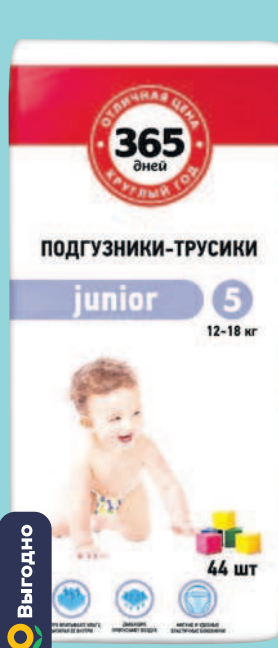 ОТЛИЧНАЯ ЦЕНА
365
дней
КРУГЛЫЙ ГОД
ПОДГУЗНИКИ-ТРУСИКИ
junior 5
12-18 кг
44 шт
Выгодно